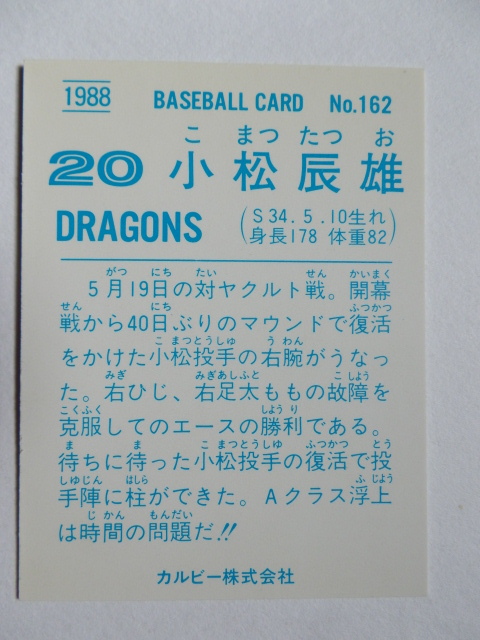 1988 BASEBALL CARD No.162
こ まつ たつ お
20 小松辰雄
DRAGONS (S34.5.10生れ
身長178 体重82)
がつ にち たい せん かいまく
5月19日の対ヤクルト戦。開幕
せん にち ふつかつ
戦から40日ぶりのマウンドで復活
こ まつとうしゅ う わん
をかけた小松投手の右腕がうなっ
みぎ みぎあしふと こ しよう
た。右ひじ、右足太ももの故障を
こくふく しよう り
克服してのエースの勝利である。
ま ま こ まつとうしゆ ふつかつ とう
待ちに待った小松投手の復活で投
しゆじん はしら ふ じよう
手陣に柱ができた。Aクラス浮上
じ かん もんだい
は時間の問題だ!!
カルビー株式会社